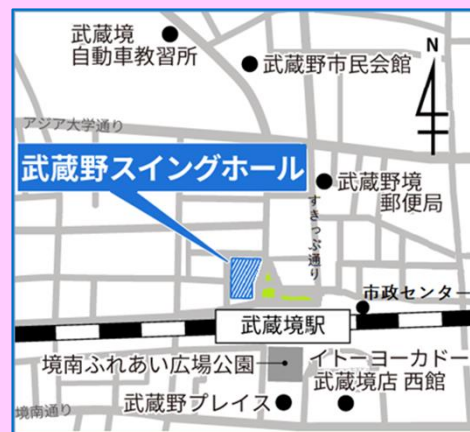 武蔵境
自動車教習所
武蔵野市民会館
N
アジア大学通り
武蔵野スイングホール
武蔵野境
郵便局
すきっぷ通り
市政センター
武蔵境駅
境南ふれあい広場公園
イトーヨーカドー
武蔵境店 西館
武蔵野プレイス
境南通り